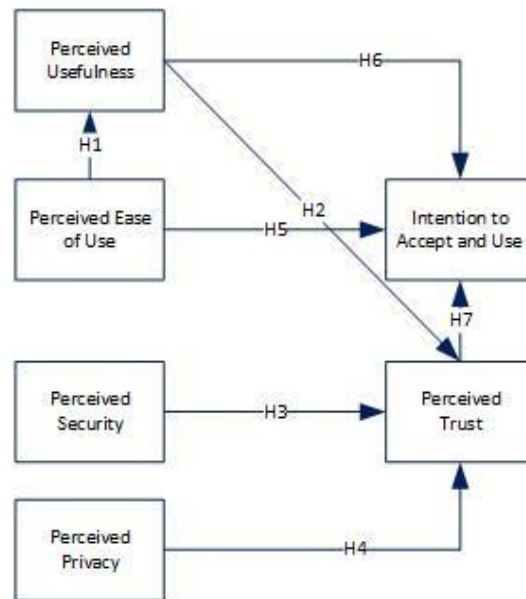 Perceived
Usefulness
H6
H1
Perceived Ease
of Use
H2
H5
Intention to
Accept and Use
H7
Perceived
Security
H3
Perceived
Trust
Perceived
Privacy
H4